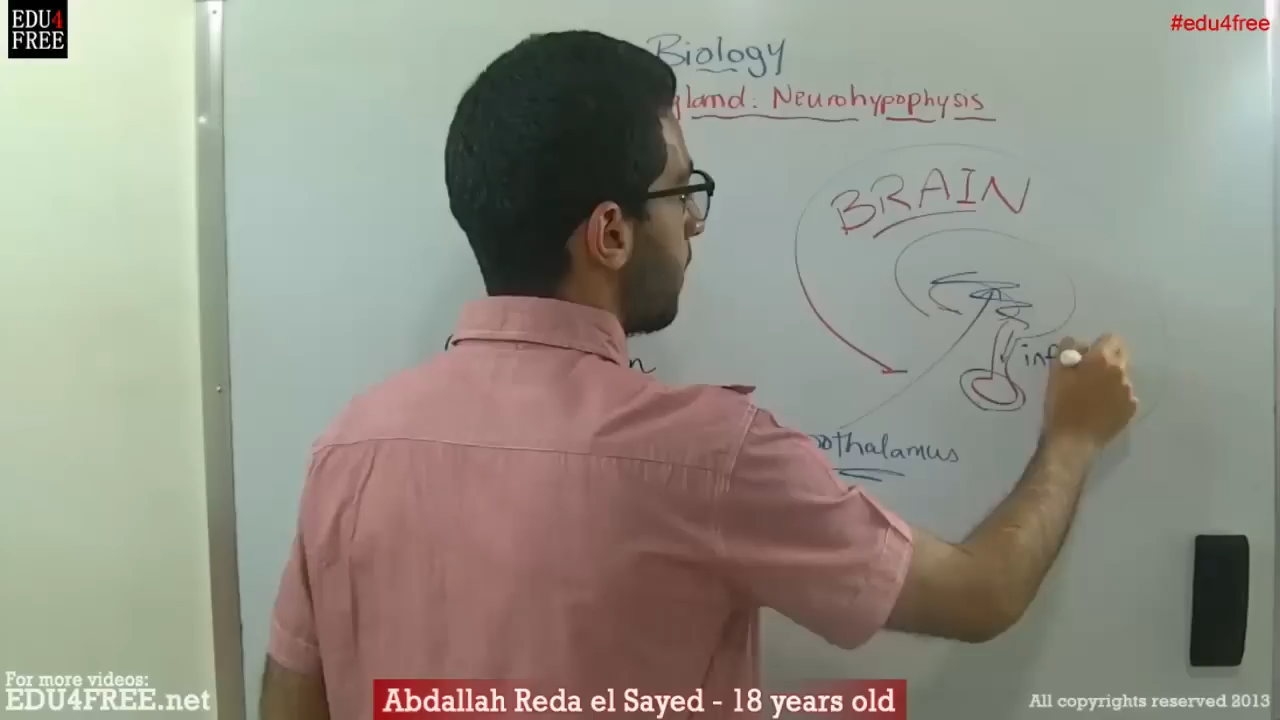 EDU4
FREE
#edu4free
Biology
gland: Neurohypophysis
BRAIN
inf
othalamus
For more videos:
EDU4FREE.net
Abdallah Reda el Sayed - 18 years old
All copyrights reserved 2013